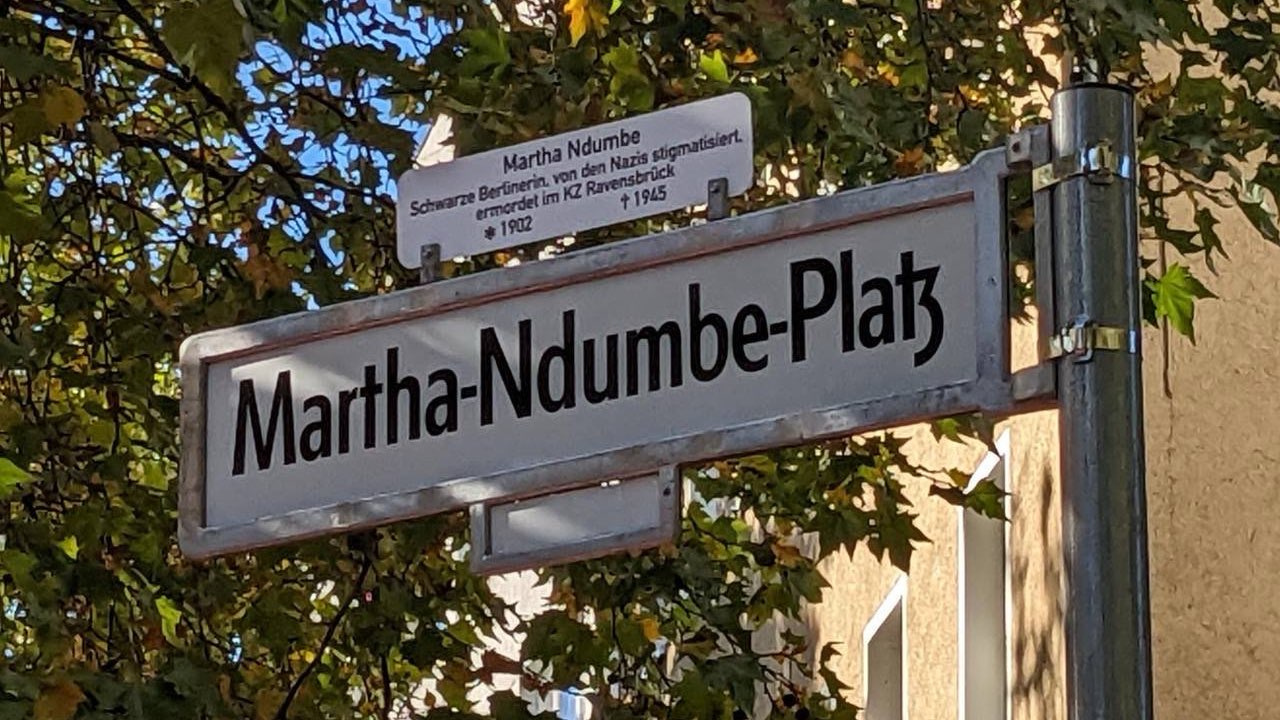 Martha Ndumbe
Schwarze Berlinerin, von den Nazis stigmatisiert,
ermordet im KZ Ravensbrück
* 1902 † 1945
Martha-Ndumbe-Platz